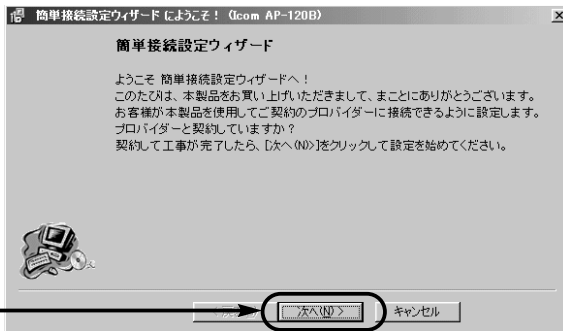 簡単接続設定ウィザード にようこそ！ (Icom AP-120B)
簡単接続設定ウィザード
ようこそ 簡単接続設定ウィザードへ！
このたびは、本製品をお買い上げいただきまして、まことにありがとうございます。
お客様が本製品を使用してご契約のプロバイダーに接続できるように設定します。
プロバイダーと契約していますか？
契約して工事が完了したら、[次へ(N)>]をクリックして設定を始めてください。
次へ(N) >
キャンセル